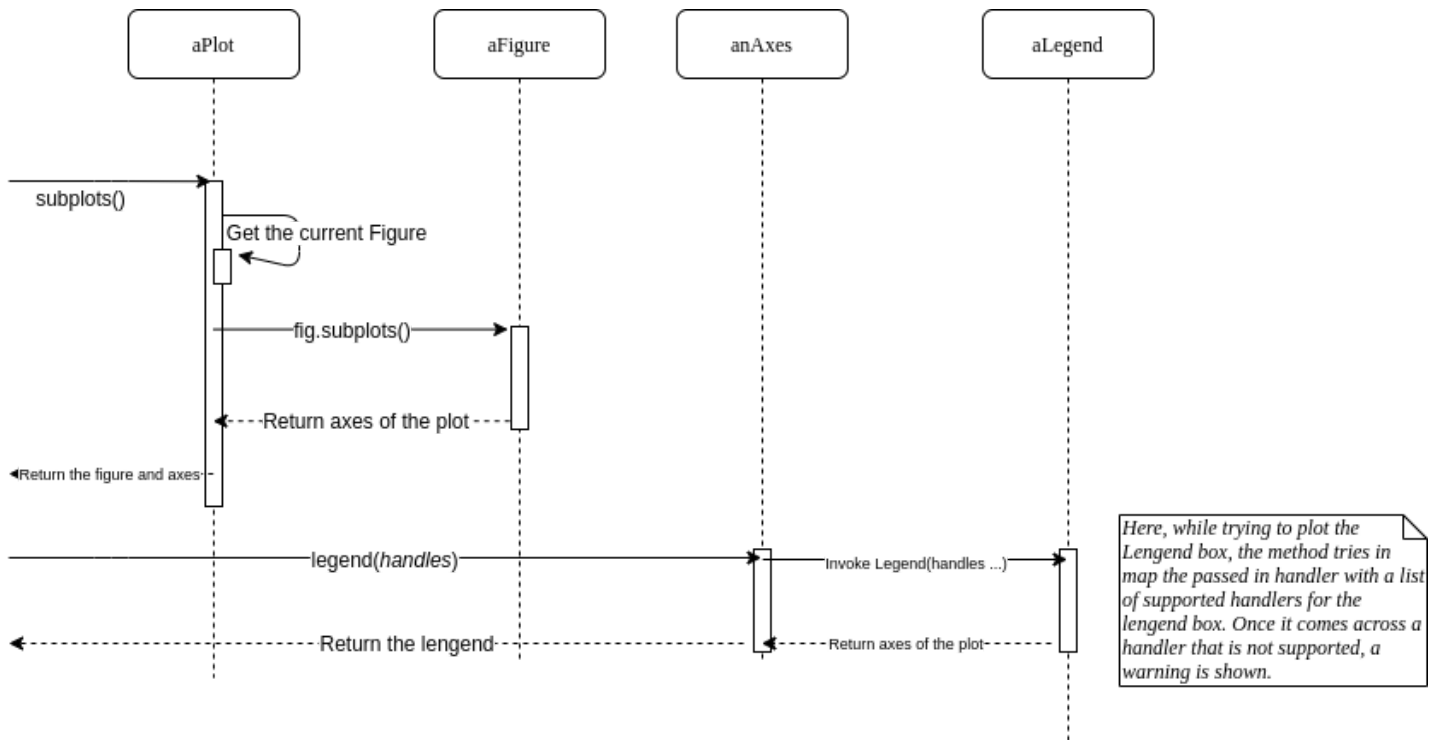 aPlot
aFigure
anAxes
aLegend
subplots()
Get the current Figure
fig.subplots()
Return axes of the plot
Return the figure and axes
legend(handles)
Invoke Legend(handles ...)
Return the lengend
Return axes of the plot
Here, while trying to plot the
Lengend box, the method tries in
map the passed in handler with a list
of supported handlers for the
lengend box. Once it comes across a
handler that is not supported, a
warning is shown.